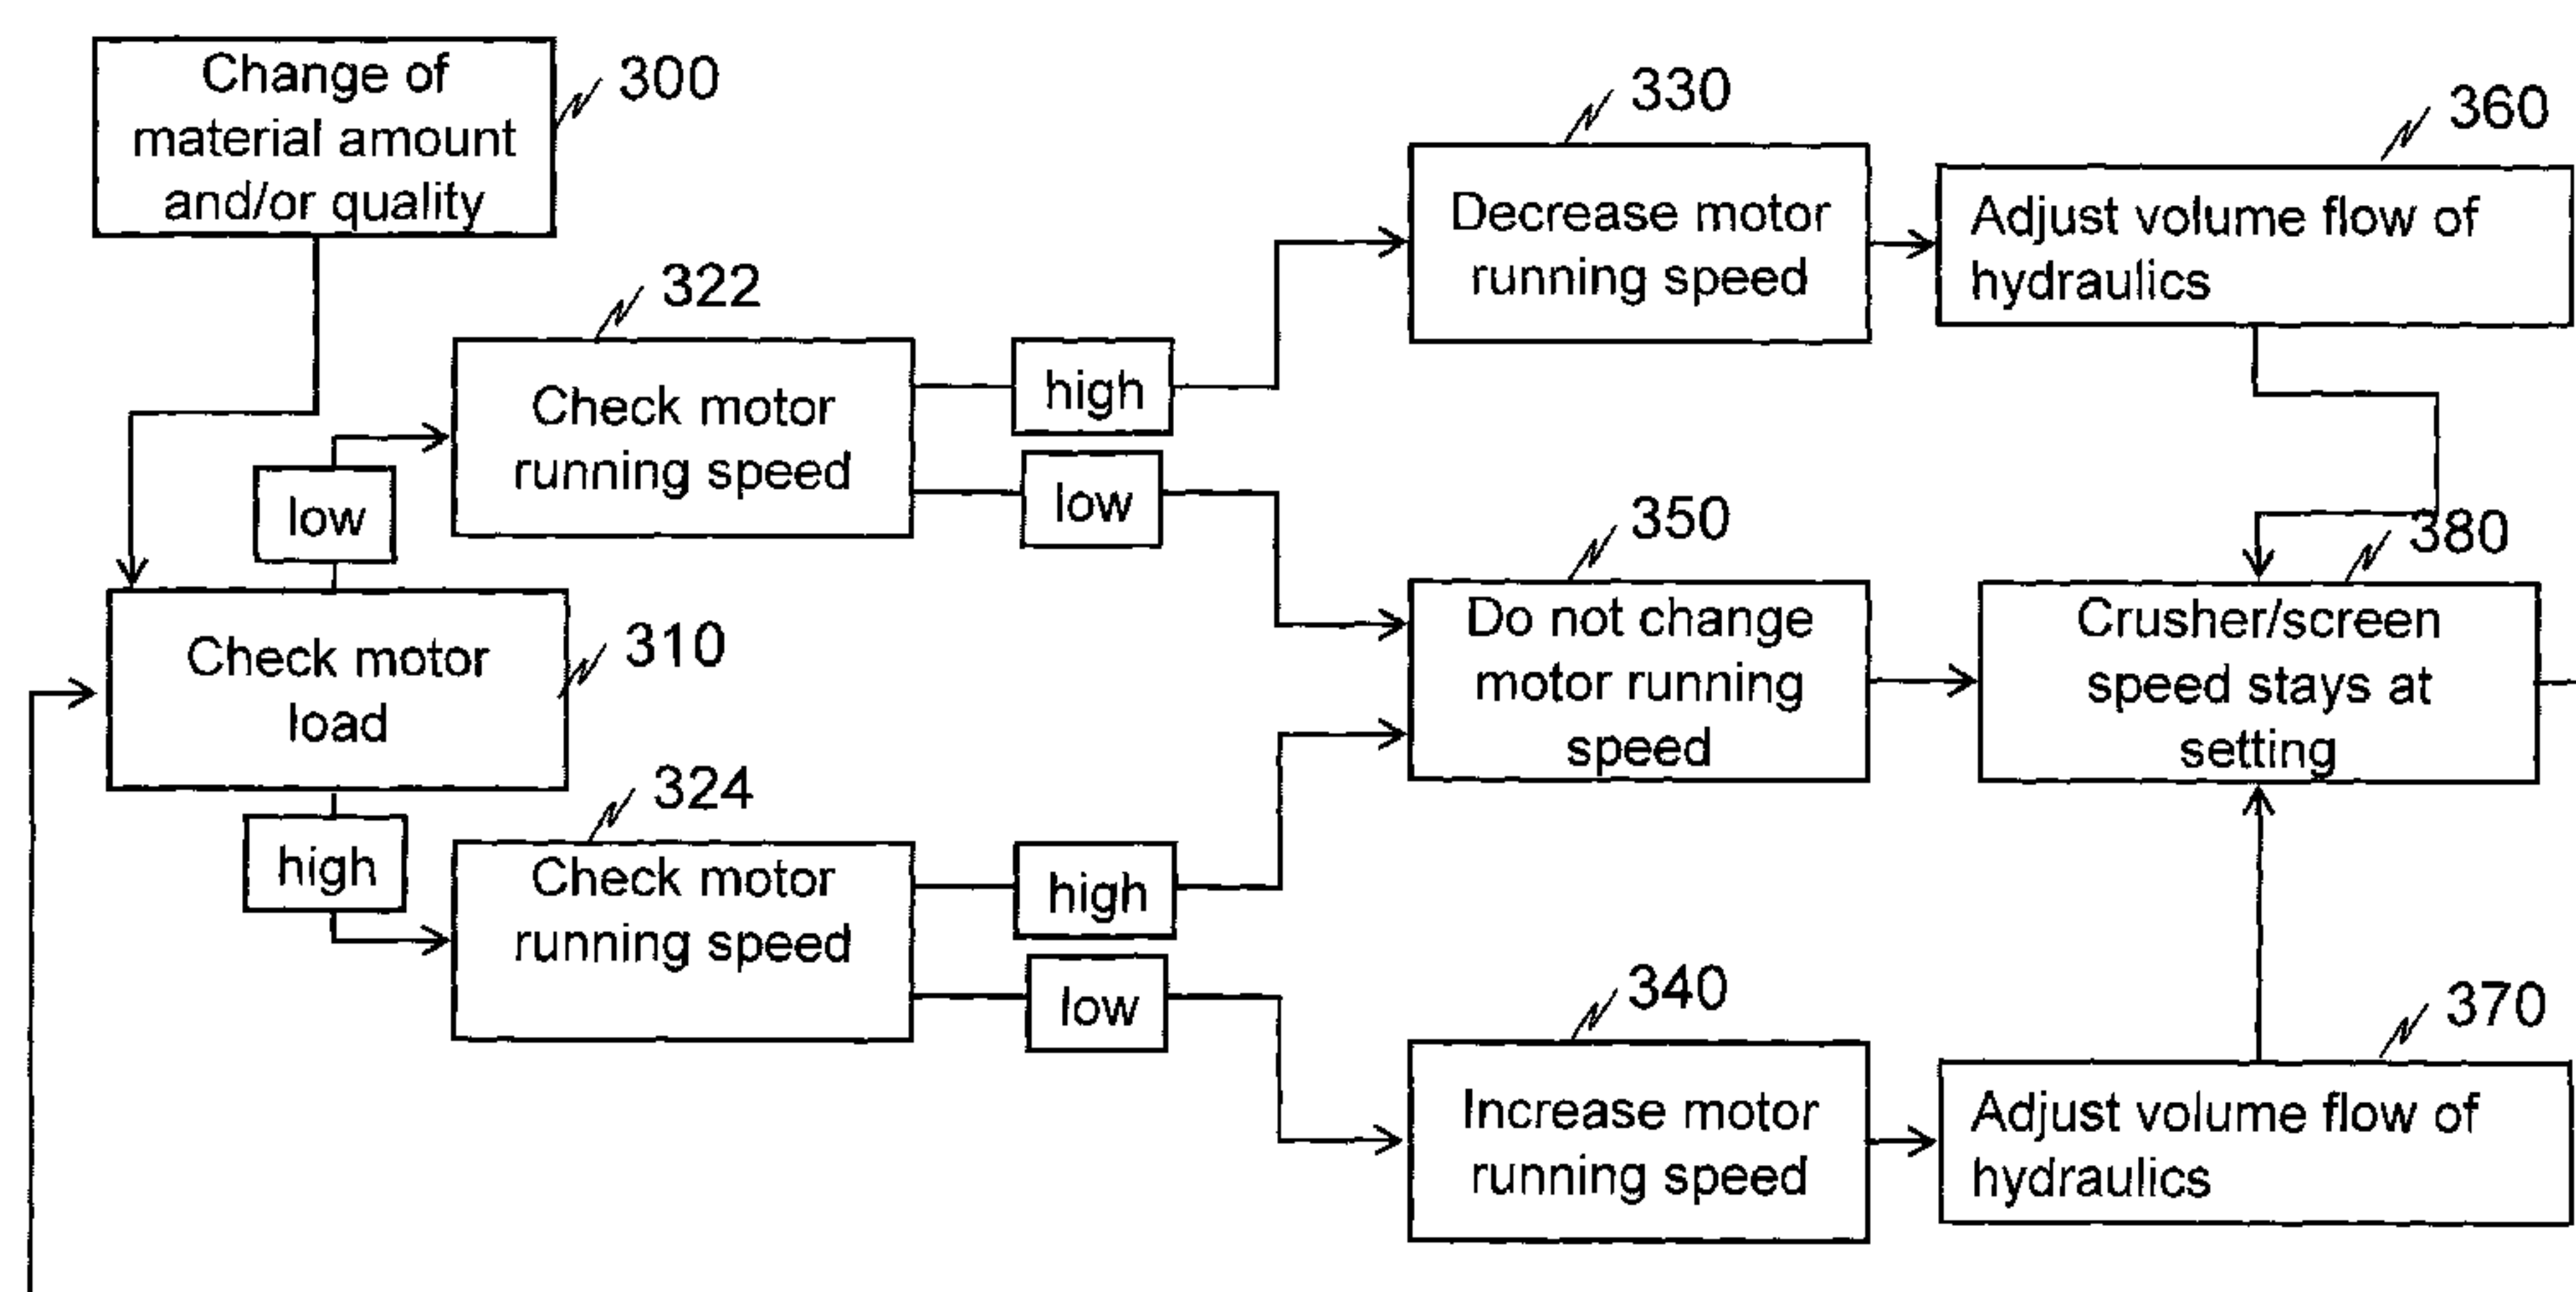 Change of
material amount
and/or quality
300
322
Check motor
running speed
high
low
low
Check motor
load
310
high
324
Check motor
running speed
high
low
330
Decrease motor
running speed
360
Adjust volume flow of
hydraulics
350
Do not change
motor running
speed
380
Crusher/screen
speed stays at
setting
340
Increase motor
running speed
370
Adjust volume flow of
hydraulics